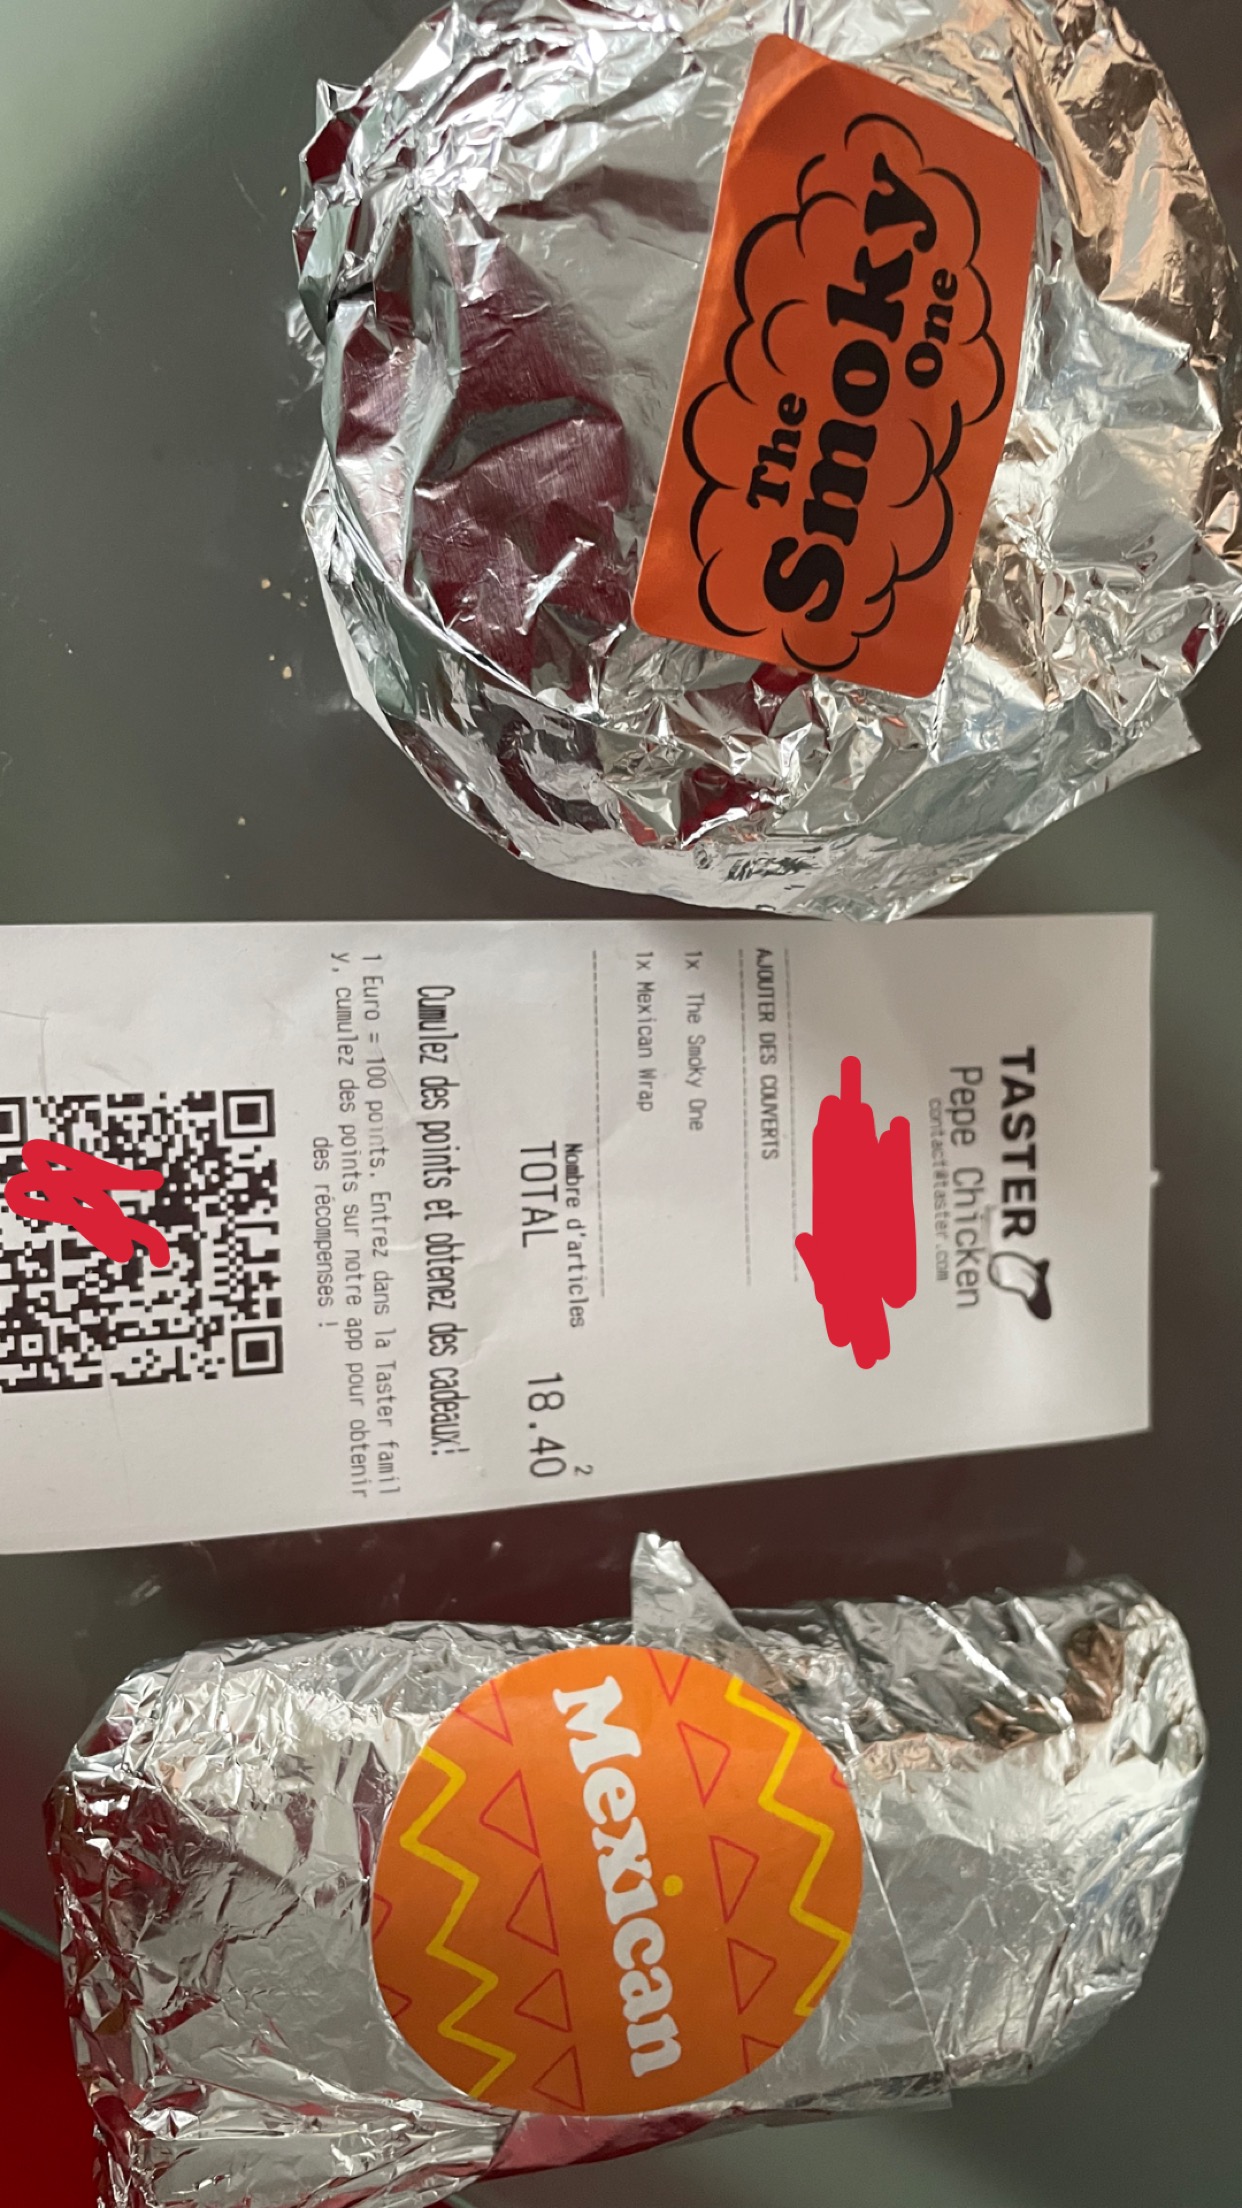 The
Smoky
One
TASTER
Pepe Chicken
contact@taster.com
AJOUTER DES COUVERTS
1x The Smoky One
1x Mexican Wrap
Nombre d'articles 2
TOTAL 18.40
Cumulez des points et obtenez des cadeaux!
1 Euro = 100 points. Entrez dans la Taster famil
y, cumulez des points sur notre app pour obtenir
des récompenses !
Mexican